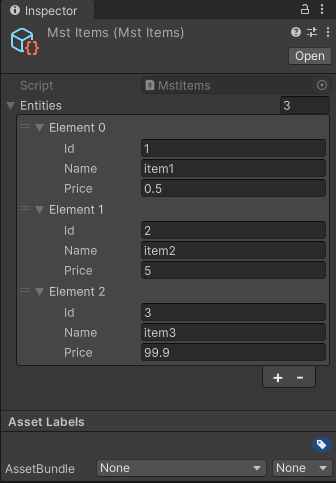 Inspector
Mst Items (Mst Items)
Open
Script MstItems
Entities 3
Element 0
Id 1
Name item1
Price 0.5
Element 1
Id 2
Name item2
Price 5
Element 2
Id 3
Name item3
Price 99.9
+ -
Asset Labels
AssetBundle None None